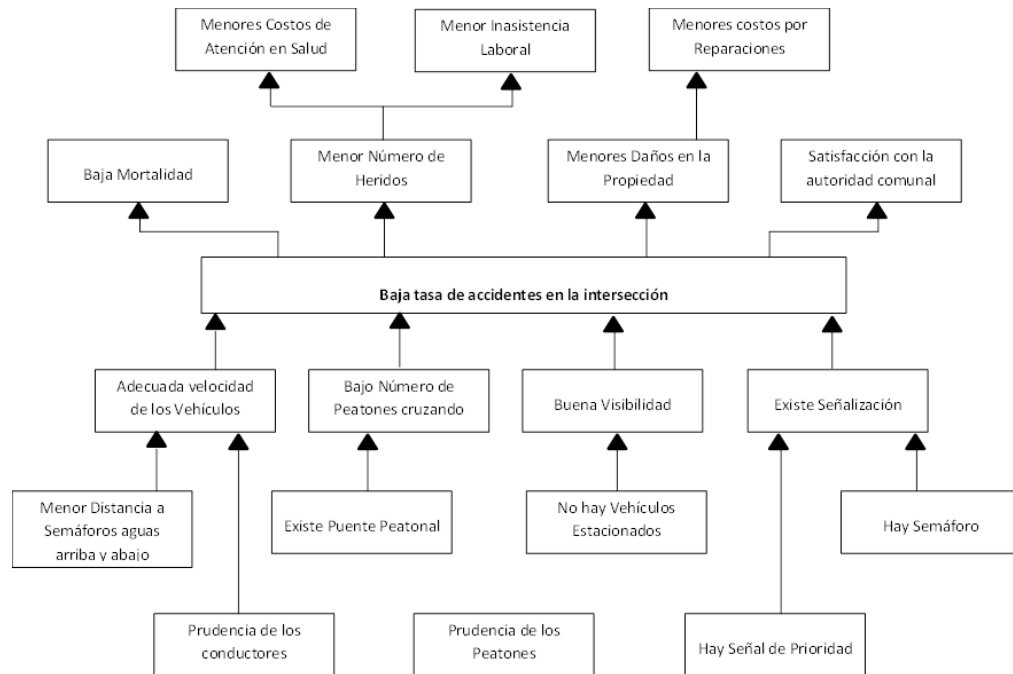 Menores Costos de
Atención en Salud
Menor Inasistencia
Laboral
Menores costos por
Reparaciones
Baja Mortalidad
Menor Número de
Heridos
Menores Daños en la
Propiedad
Satisfacción con la
autoridad comunal
Baja tasa de accidentes en la intersección
Adecuada velocidad
de los Vehículos
Bajo Número de
Peatones cruzando
Buena Visibilidad
Existe Señalización
Menor Distancia a
Semáforos aguas
arriba y abajo
Existe Puente Peatonal
No hay Vehículos
Estacionados
Hay Semáforo
Prudencia de los
conductores
Prudencia de los
Peatones
Hay Señal de Prioridad